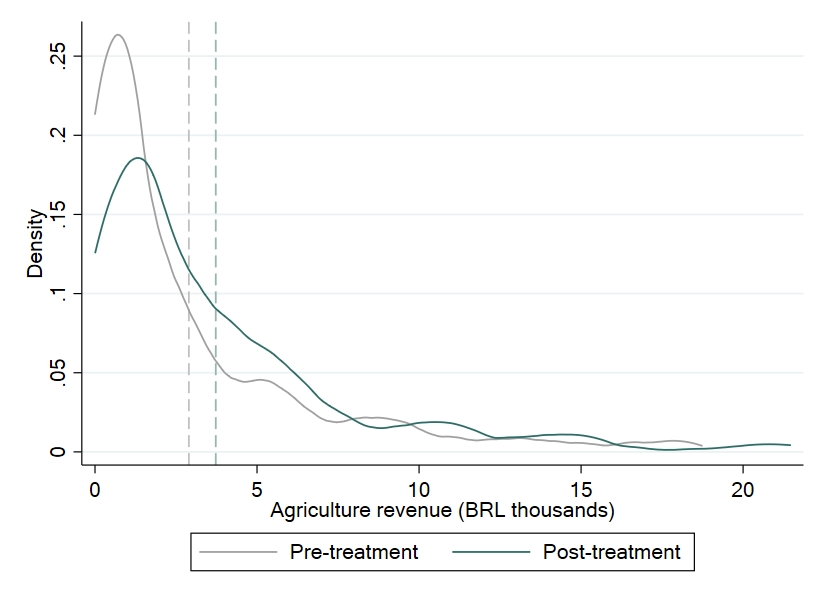 .25
.2
.15
.1
.05
0
Density
0 5 10 15 20
Agriculture revenue (BRL thousands)
Pre-treatment Post-treatment